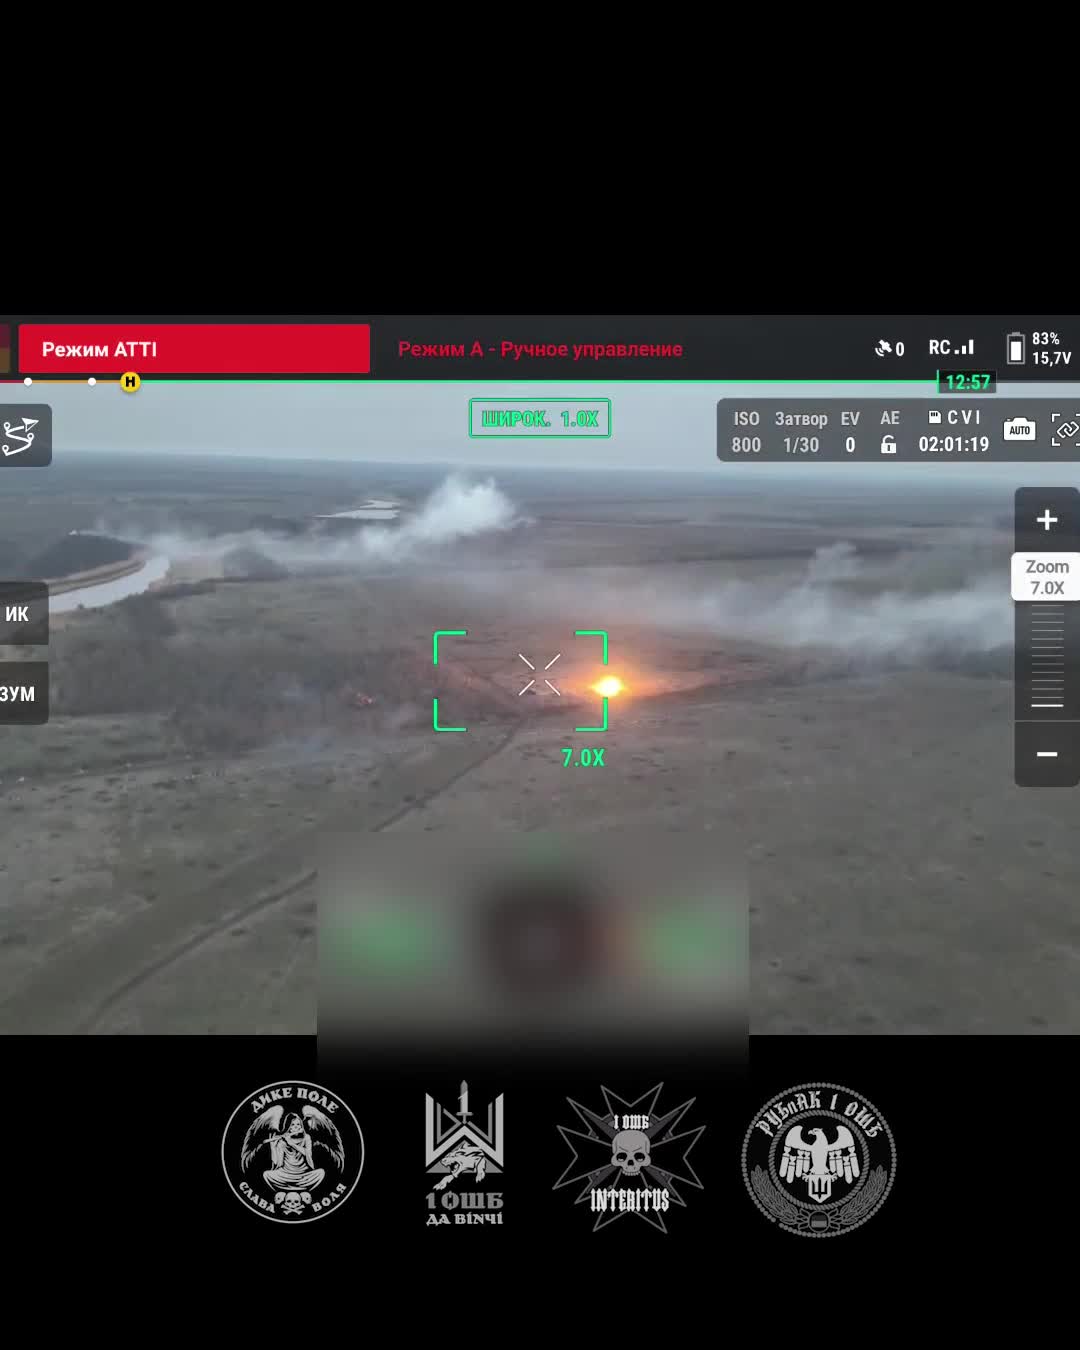 Режим ATTI
Режим А - Ручное управление
0
RC
83%
15,7V
H
12:57
ШИРОК. 1.0X
ISO
800
Затвор
1/30
EV
0
AE
CVI
02:01:19
AUTO
+
Zoom
7.0X
−
ИК
ЗУМ
7.0X
ДИКЕ ПОЛЕ
СЛАВА ВОЛЯ
1 ОШБ
ДА ВІНЧІ
1 ОШБ
INTERITUS
РУБпАК 1 ОШБ